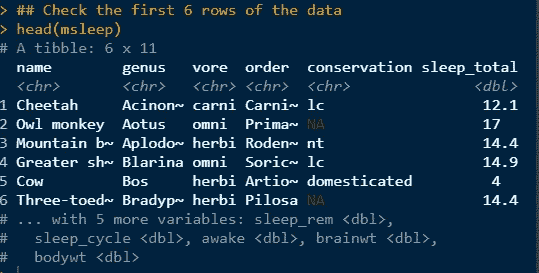 > ## Check the first 6 rows of the data
> head(msleep)
# A tibble: 6 x 11
  name         genus   vore  order  conservation sleep_total
  <chr>        <chr>   <chr> <chr>  <chr>              <dbl>
1 Cheetah      Acinon~ carni Carni~ lc                  12.1
2 Owl monkey   Aotus   omni  Prima~ NA                  17
3 Mountain b~  Aplodo~ herbi Roden~ nt                  14.4
4 Greater sh~  Blarina omni  Soric~ lc                  14.9
5 Cow          Bos     herbi Artio~ domesticated         4
6 Three-toed~  Bradyp~ herbi Pilosa NA                  14.4
# ... with 5 more variables: sleep_rem <dbl>,
#   sleep_cycle <dbl>, awake <dbl>, brainwt <dbl>,
#   bodywt <dbl>